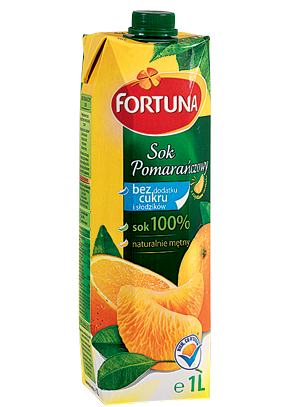 FORTUNA
Sok
Pomarańczowy
bez dodatku
cukru
i słodzików
sok 100%
naturalnie mętny
e 1L